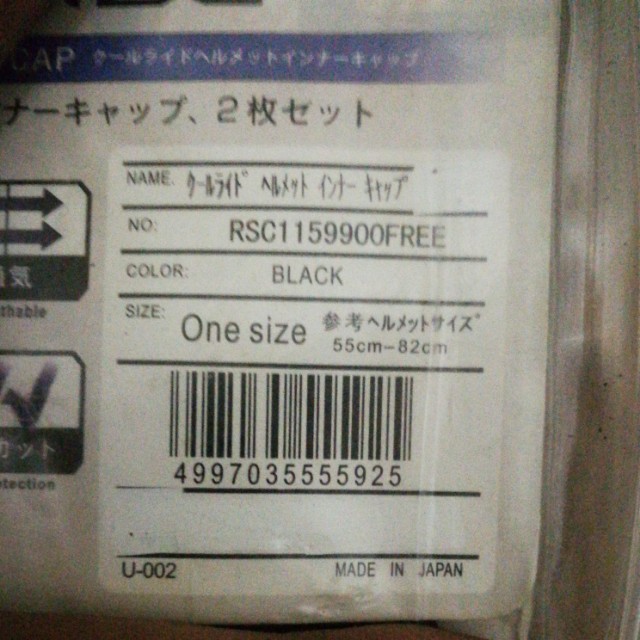 CAP クールライドヘルメットインナーキャップ
ナーキャップ、2枚セット
NAME: ｸｰﾙﾗｲﾄﾞ ﾍﾙﾒｯﾄ ｲﾝﾅｰ ｷｬｯﾌﾟ
NO: RSC1159900FREE
COLOR: BLACK
SIZE: One size 参考ヘルメットサイズ
55cm-82cm
気
thable
カット
otection
4997035555925
U-002 MADE IN JAPAN